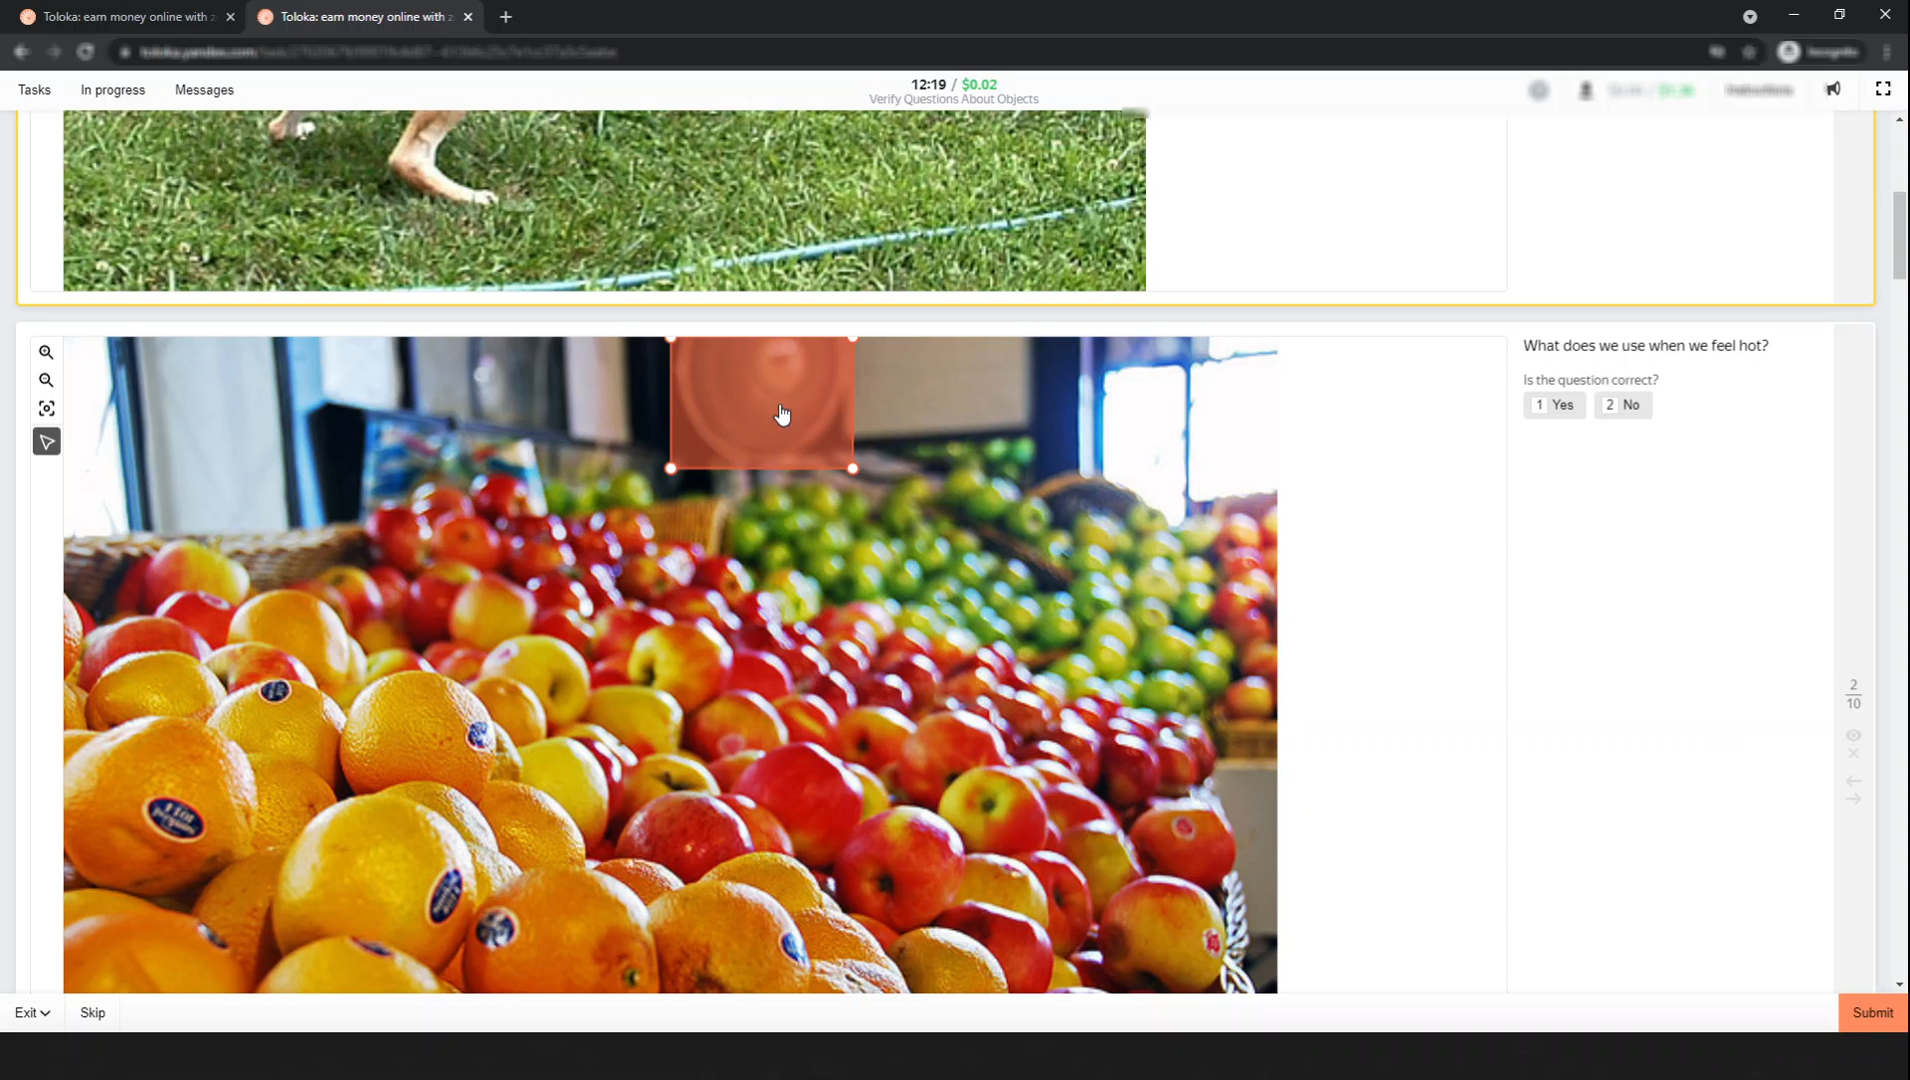 Toloka: earn money online with
Toloka: earn money online with
Tasks
In progress
Messages
12:19 / $0.02
Verify Questions About Objects
Instructions
What does we use when we feel hot?
Is the question correct?
1 Yes
2 No
2
10
Exit
Skip
Submit